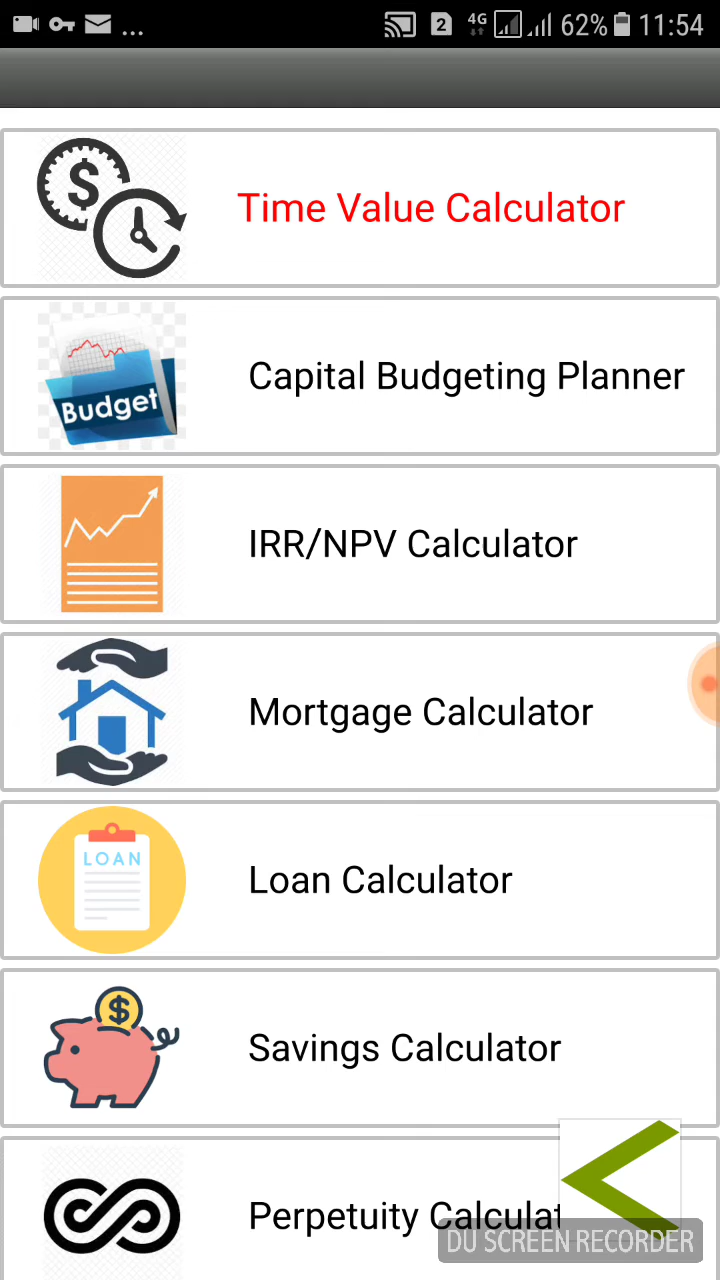 ... 2 4G 62% 11:54
$
Time Value Calculator
Budget
Capital Budgeting Planner
IRR/NPV Calculator
Mortgage Calculator
LOAN
Loan Calculator
$
Savings Calculator
Perpetuity Calculat
DU SCREEN RECORDER